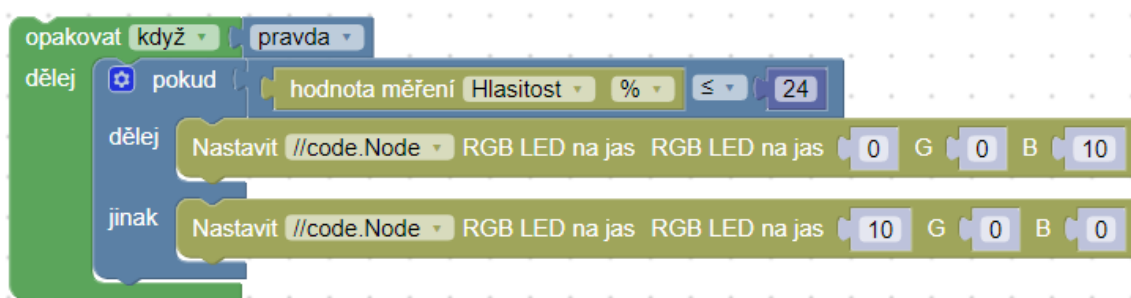 opakovat když pravda
dělej pokud hodnota měření Hlasitost % ≤ 24
dělej Nastavit //code.Node RGB LED na jas RGB LED na jas 0 G 0 B 10
jinak Nastavit //code.Node RGB LED na jas RGB LED na jas 10 G 0 B 0